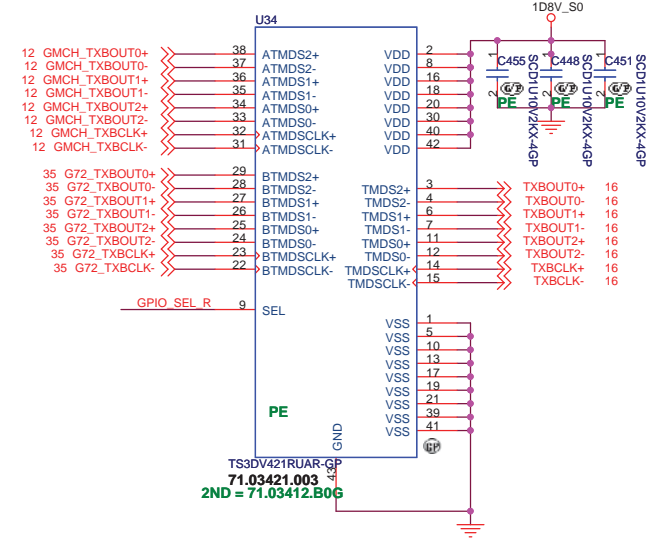 1D8V_S0
U34
12 GMCH_TXBOUT0+ 38 ATMDS2+ VDD 2
12 GMCH_TXBOUT0- 37 ATMDS2- VDD 8
12 GMCH_TXBOUT1+ 36 ATMDS1+ VDD 16
12 GMCH_TXBOUT1- 35 ATMDS1- VDD 18
12 GMCH_TXBOUT2+ 34 ATMDS0+ VDD 20
12 GMCH_TXBOUT2- 33 ATMDS0- VDD 30
12 GMCH_TXBCLK+ 32 ATMDSCLK+ VDD 40
12 GMCH_TXBCLK- 31 ATMDSCLK- VDD 42
1 C455 2 G/P PE SCD1U10V2KX-4GP
1 C448 2 G/P PE SCD1U10V2KX-4GP
1 C451 2 G/P PE SCD1U10V2KX-4GP
35 G72_TXBOUT0+ 29 BTMDS2+
35 G72_TXBOUT0- 28 BTMDS2- TMDS2+ 3 TXBOUT0+ 16
35 G72_TXBOUT1+ 27 BTMDS1+ TMDS2- 4 TXBOUT0- 16
35 G72_TXBOUT1- 26 BTMDS1- TMDS1+ 6 TXBOUT1+ 16
35 G72_TXBOUT2+ 25 BTMDS0+ TMDS1- 7 TXBOUT1- 16
35 G72_TXBOUT2- 24 BTMDS0- TMDS0+ 11 TXBOUT2+ 16
35 G72_TXBCLK+ 23 BTMDSCLK+ TMDS0- 12 TXBOUT2- 16
35 G72_TXBCLK- 22 BTMDSCLK- TMDSCLK+ 14 TXBCLK+ 16
TMDSCLK- 15 TXBCLK- 16
GPIO_SEL_R 9 SEL
VSS 1
VSS 5
VSS 10
VSS 13
VSS 17
VSS 19
VSS 21
VSS 39
VSS 41
PE
GND
43
GP
TS3DV421RUAR-GP
71.03421.003
2ND = 71.03412.B0G